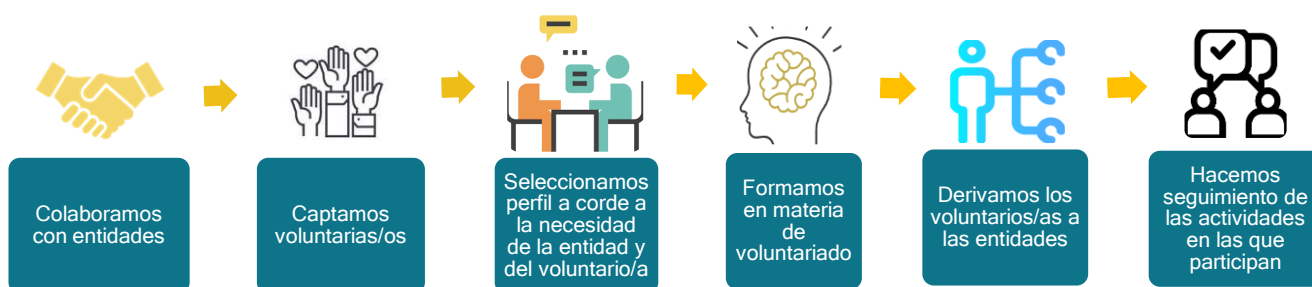 Colaboramos
con entidades
Captamos
voluntarias/os
Seleccionamos
perfil a corde a
la necesidad
de la entidad y
del voluntario/a
Formamos
en materia
de
voluntariado
Derivamos los
voluntarios/as a
las entidades
Hacemos
seguimiento de
las actividades
en las que
participan